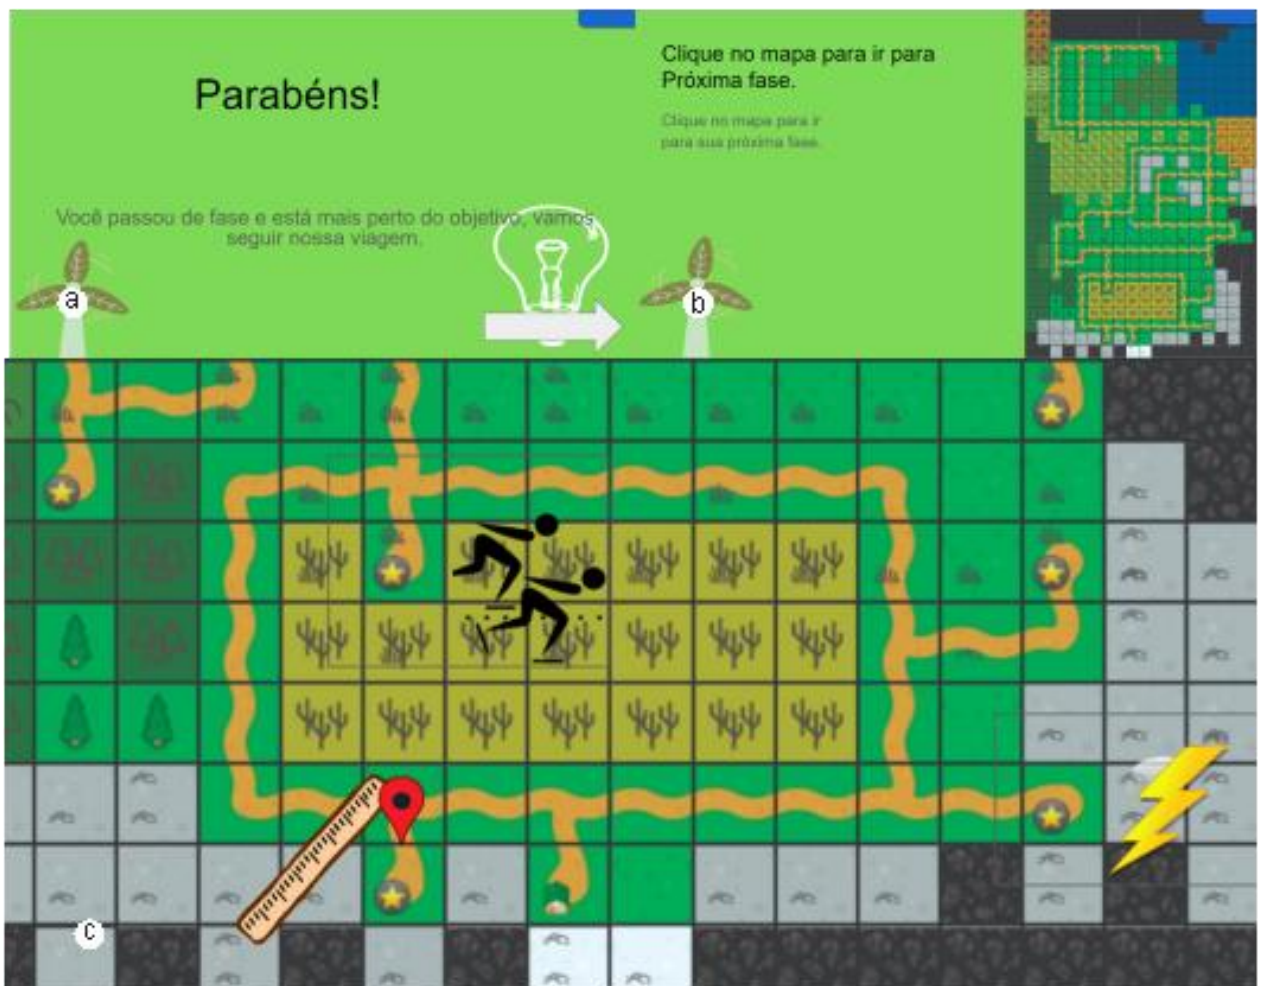 Parabéns!
Você passou de fase e está mais perto do objetivo, vamos
seguir nossa viagem.
a
Clique no mapa para ir para
Próxima fase.
Clique no mapa para ir
para sua próxima fase.
b
c